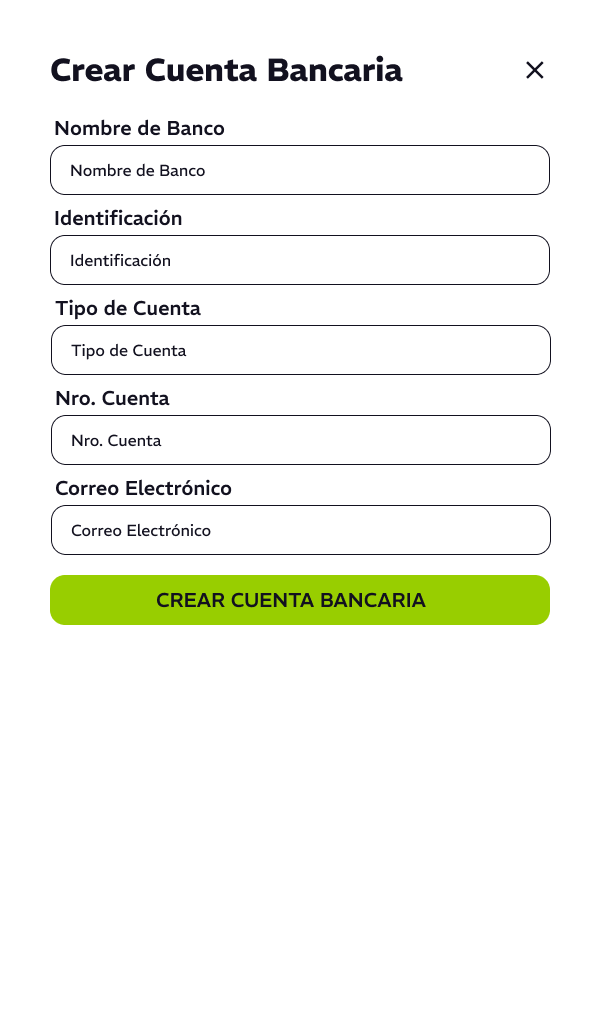 Crear Cuenta Bancaria
Nombre de Banco
Nombre de Banco
Identificación
Identificación
Tipo de Cuenta
Tipo de Cuenta
Nro. Cuenta
Nro. Cuenta
Correo Electrónico
Correo Electrónico
CREAR CUENTA BANCARIA